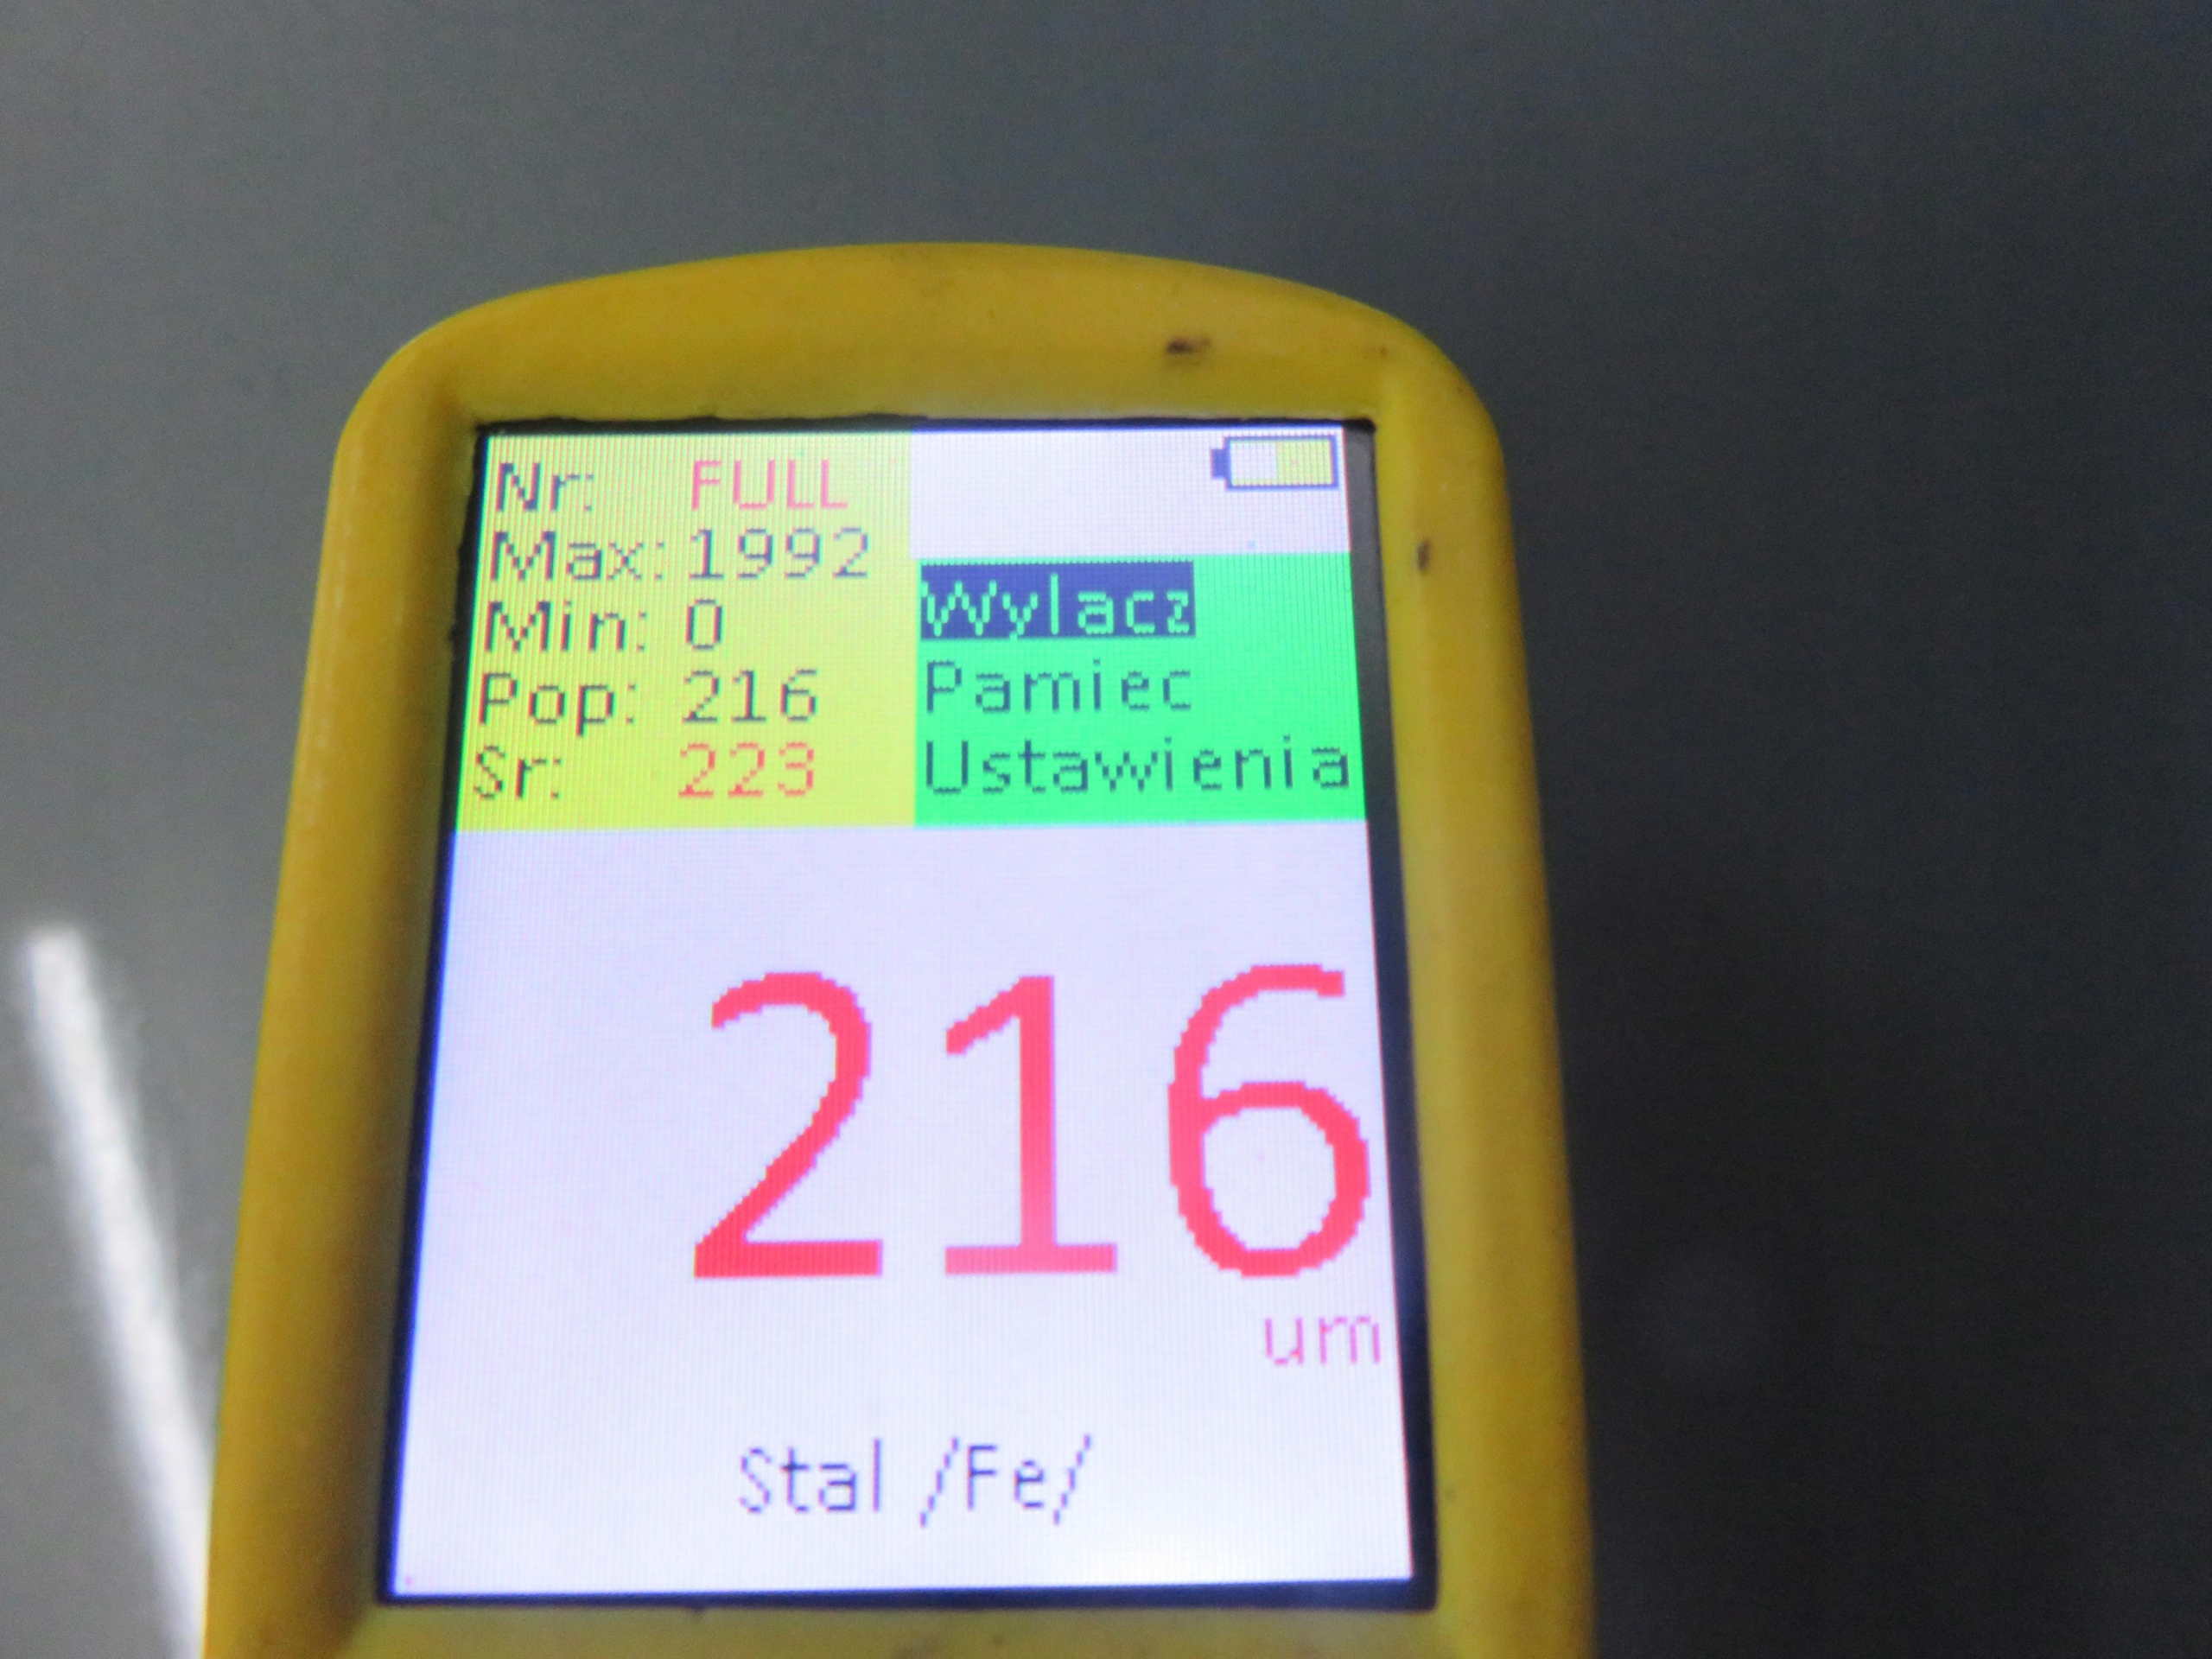 Nr: FULL
Max: 1992
Min: 0
Pop: 216
Sr: 223
Wylacz
Pamiec
Ustawienia
216
um
Stal /Fe/